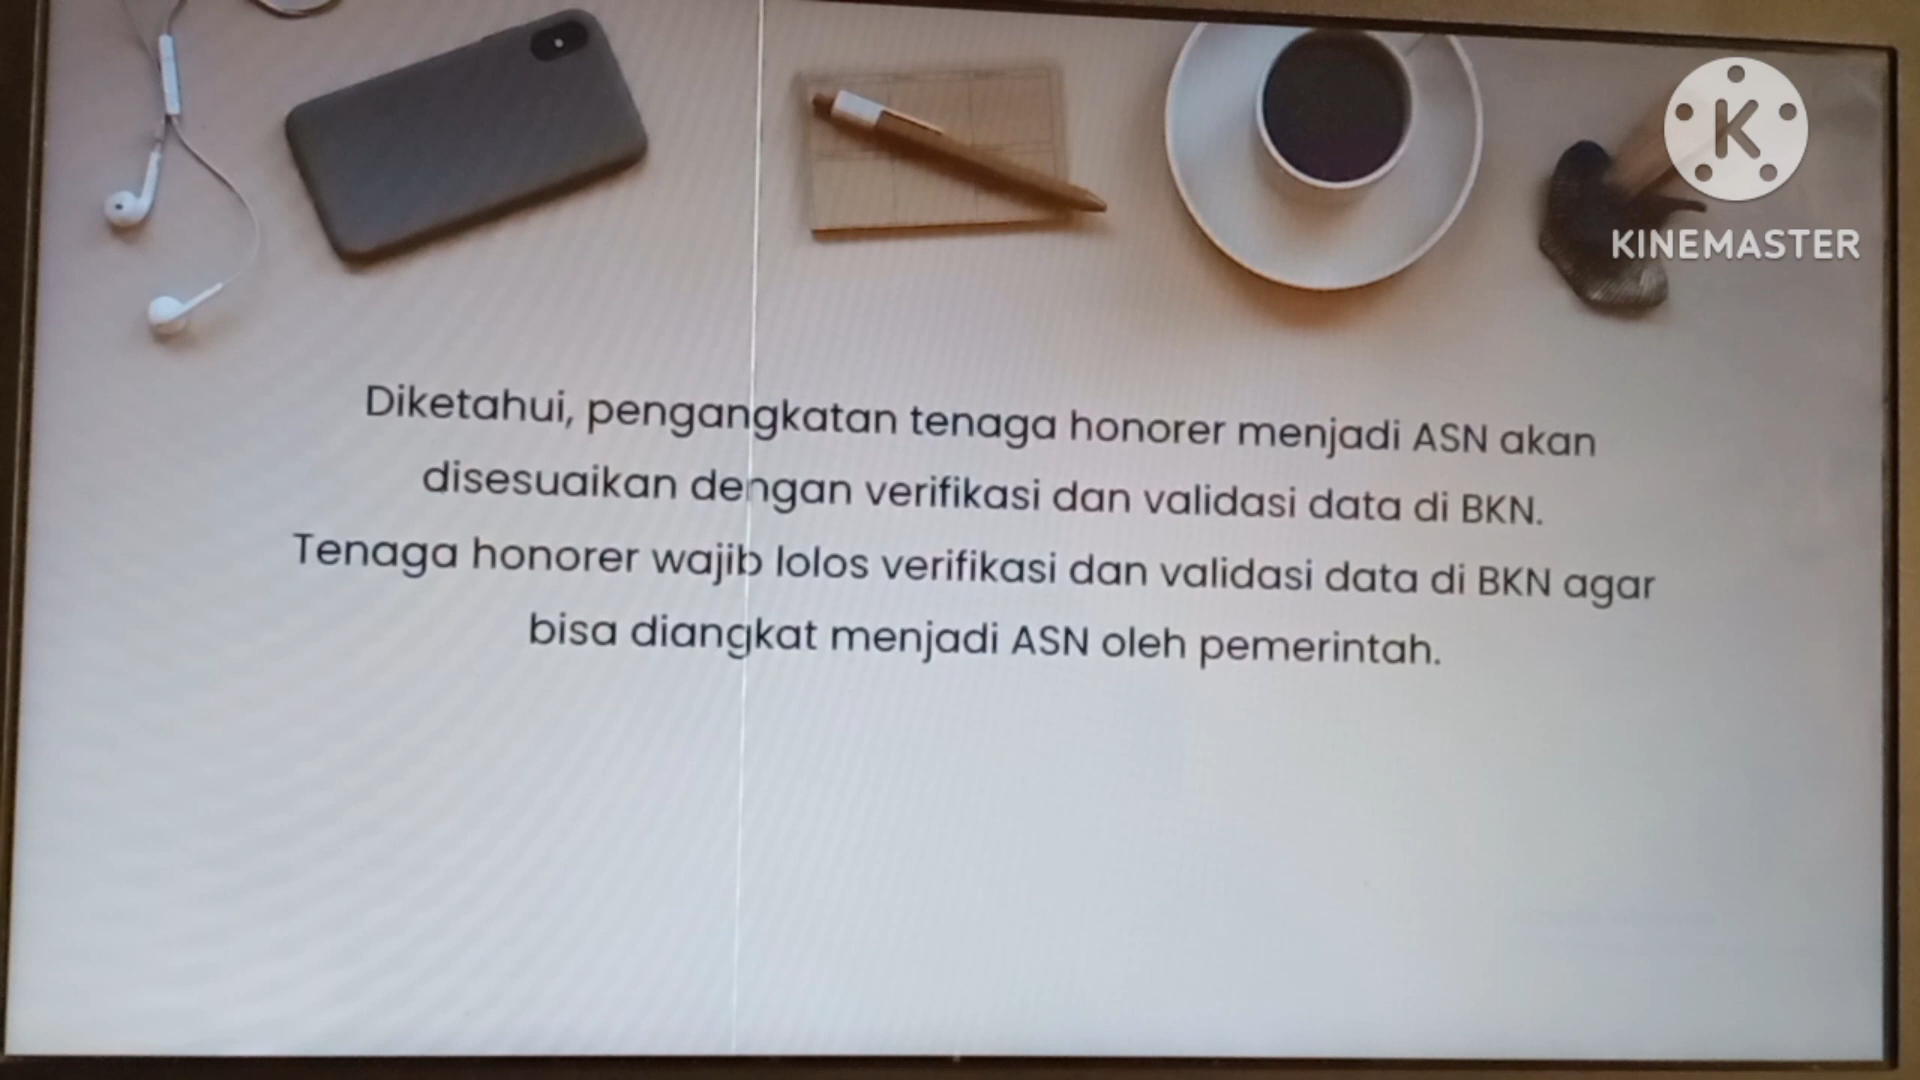 K
KINEMASTER
Diketahui, pengangkatan tenaga honorer menjadi ASN akan
disesuaikan dengan verifikasi dan validasi data di BKN.
Tenaga honorer wajib lolos verifikasi dan validasi data di BKN agar
bisa diangkat menjadi ASN oleh pemerintah.